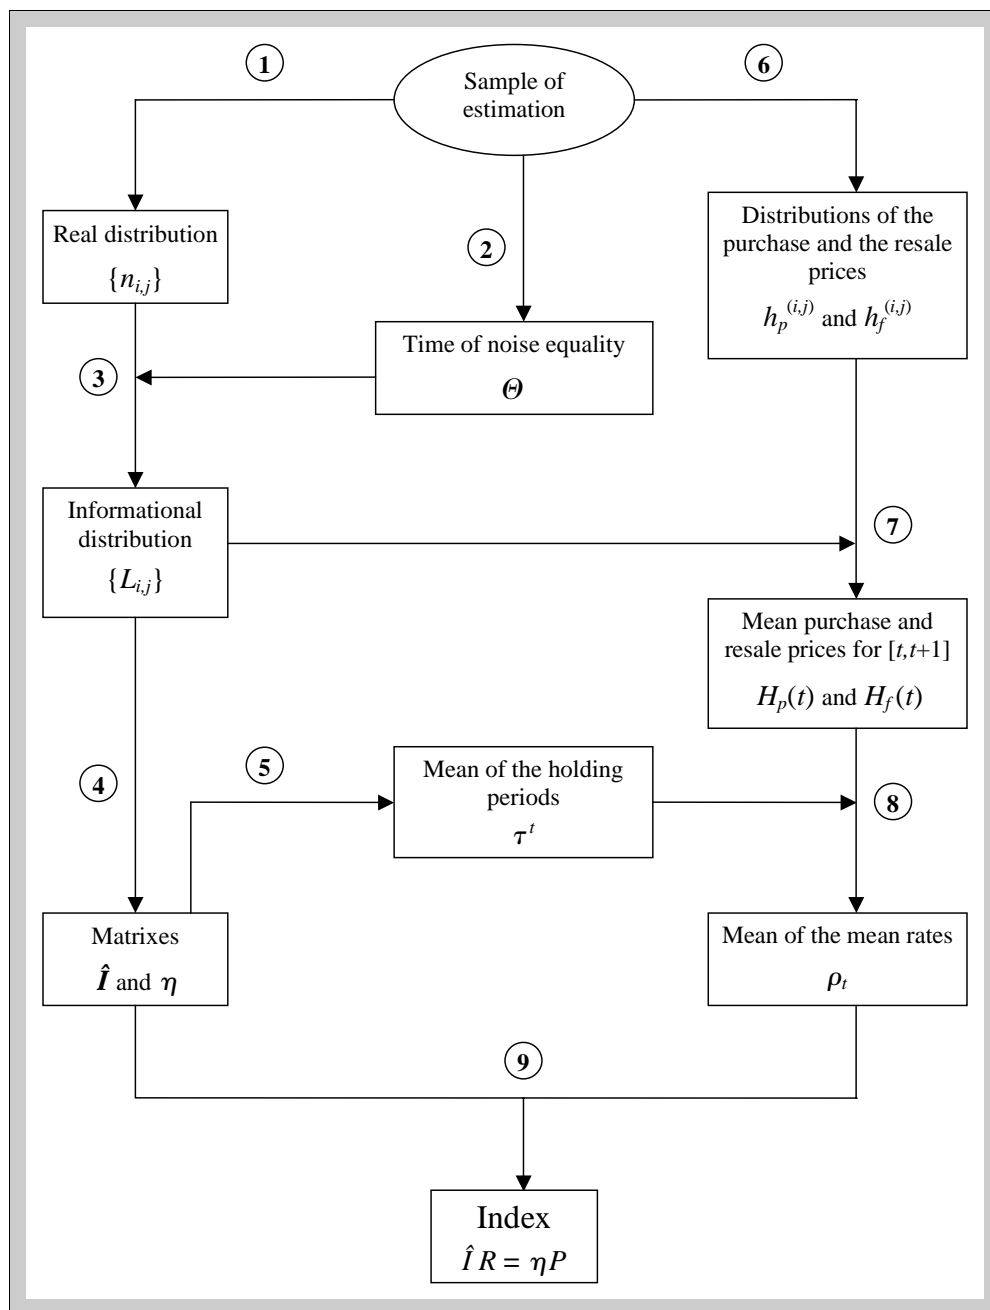 1
6
Sample of
estimation
Real distribution
{n_{i,j}}
2
Distributions of the
purchase and the resale
prices
h_p^{(i,j)} and h_f^{(i,j)}
Time of noise equality
Θ
3
Informational
distribution
{L_{i,j}}
7
Mean purchase and
resale prices for [t,t+1]
H_p(t) and H_f(t)
4
5
Mean of the holding
periods
τ^t
8
Matrixes
Î and η
Mean of the mean rates
ρ_t
9
Index
Î R = ηP